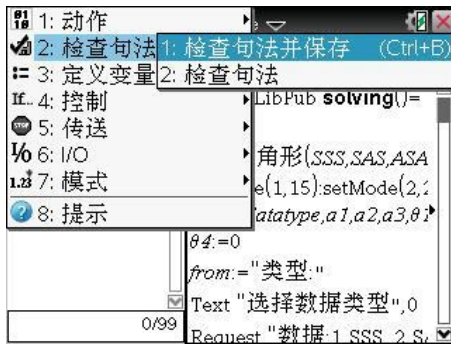 1: 动作
2: 检查句法
1: 检查句法并保存 (Ctrl+B)
2: 检查句法
3: 定义变量
4: 控制
5: 传送
6: I/O
7: 模式
8: 提示
LibPub solving()=
角形(SSS,SAS,ASA
e(1,15):setMode(2,2
datatype,a1,a2,a3,θ1
θ4:=0
from:="类型:"
Text "选择数据类型",0
Request "数据:1.SSS 2.SA
0/99